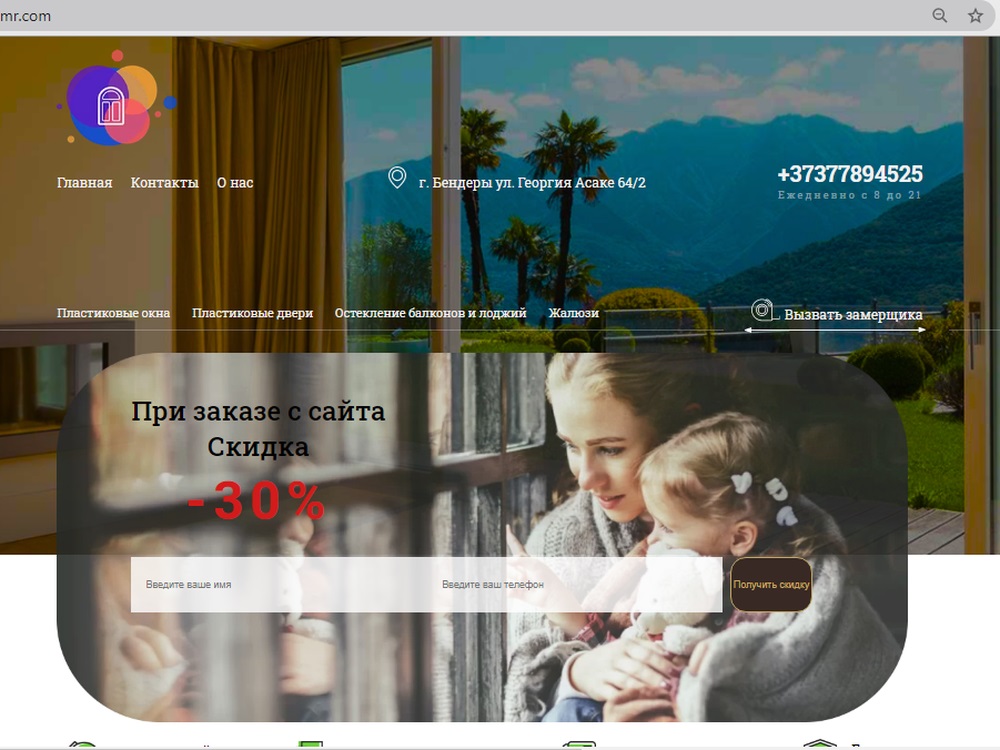 mr.com
Главная Контакты О нас
г. Бендеры ул. Георгия Асаке 64/2
+37377894525
Ежедневно с 8 до 21
Пластиковые окна Пластиковые двери Остекление балконов и лоджий Жалюзи
Вызвать замерщика
При заказе с сайта
Скидка
-30%
Введите ваше имя
Введите ваш телефон
Получить скидку